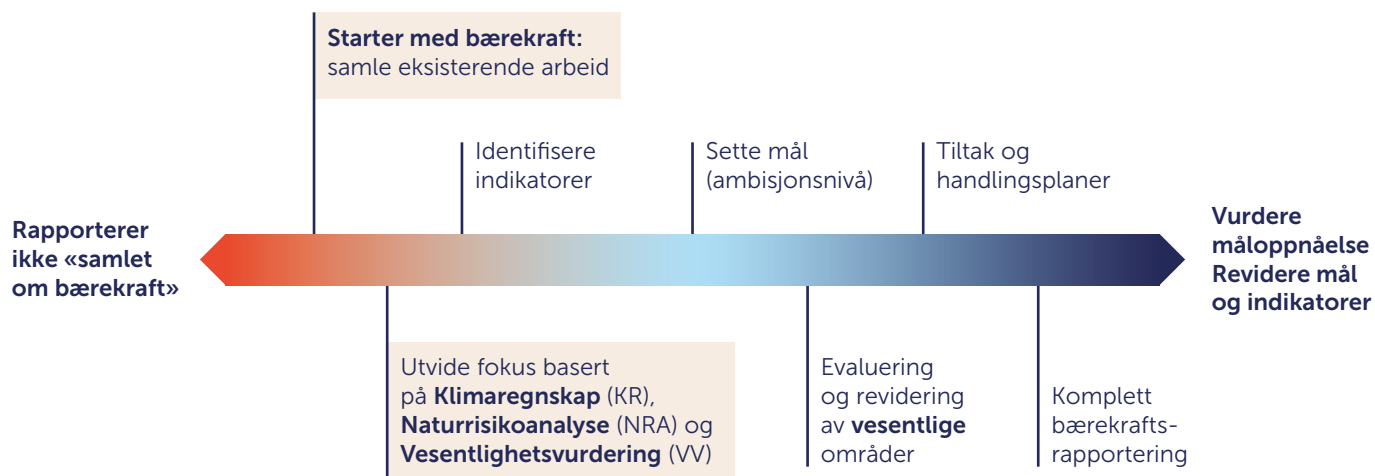 Starter med bærekraft:
samle eksisterende arbeid
Identifisere
indikatorer
Sette mål
(ambisjonsnivå)
Tiltak og
handlingsplaner
Rapporterer
ikke «samlet
om bærekraft»
Vurdere
måloppnåelse
Revidere mål
og indikatorer
Utvide fokus basert
på Klimaregnskap (KR),
Naturrisikoanalyse (NRA) og
Vesentlighetsvurdering (VV)
Evaluering
og revidering
av vesentlige
områder
Komplett
bærekrafts-
rapportering